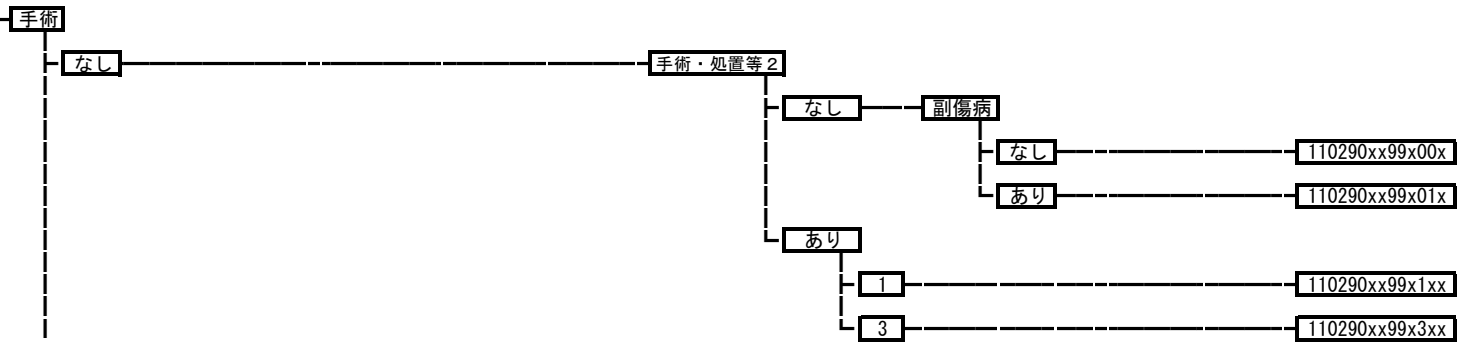 手術
なし 手術・処置等２
なし 副傷病
なし 110290xx99x00x
あり 110290xx99x01x
あり
1 110290xx99x1xx
3 110290xx99x3xx